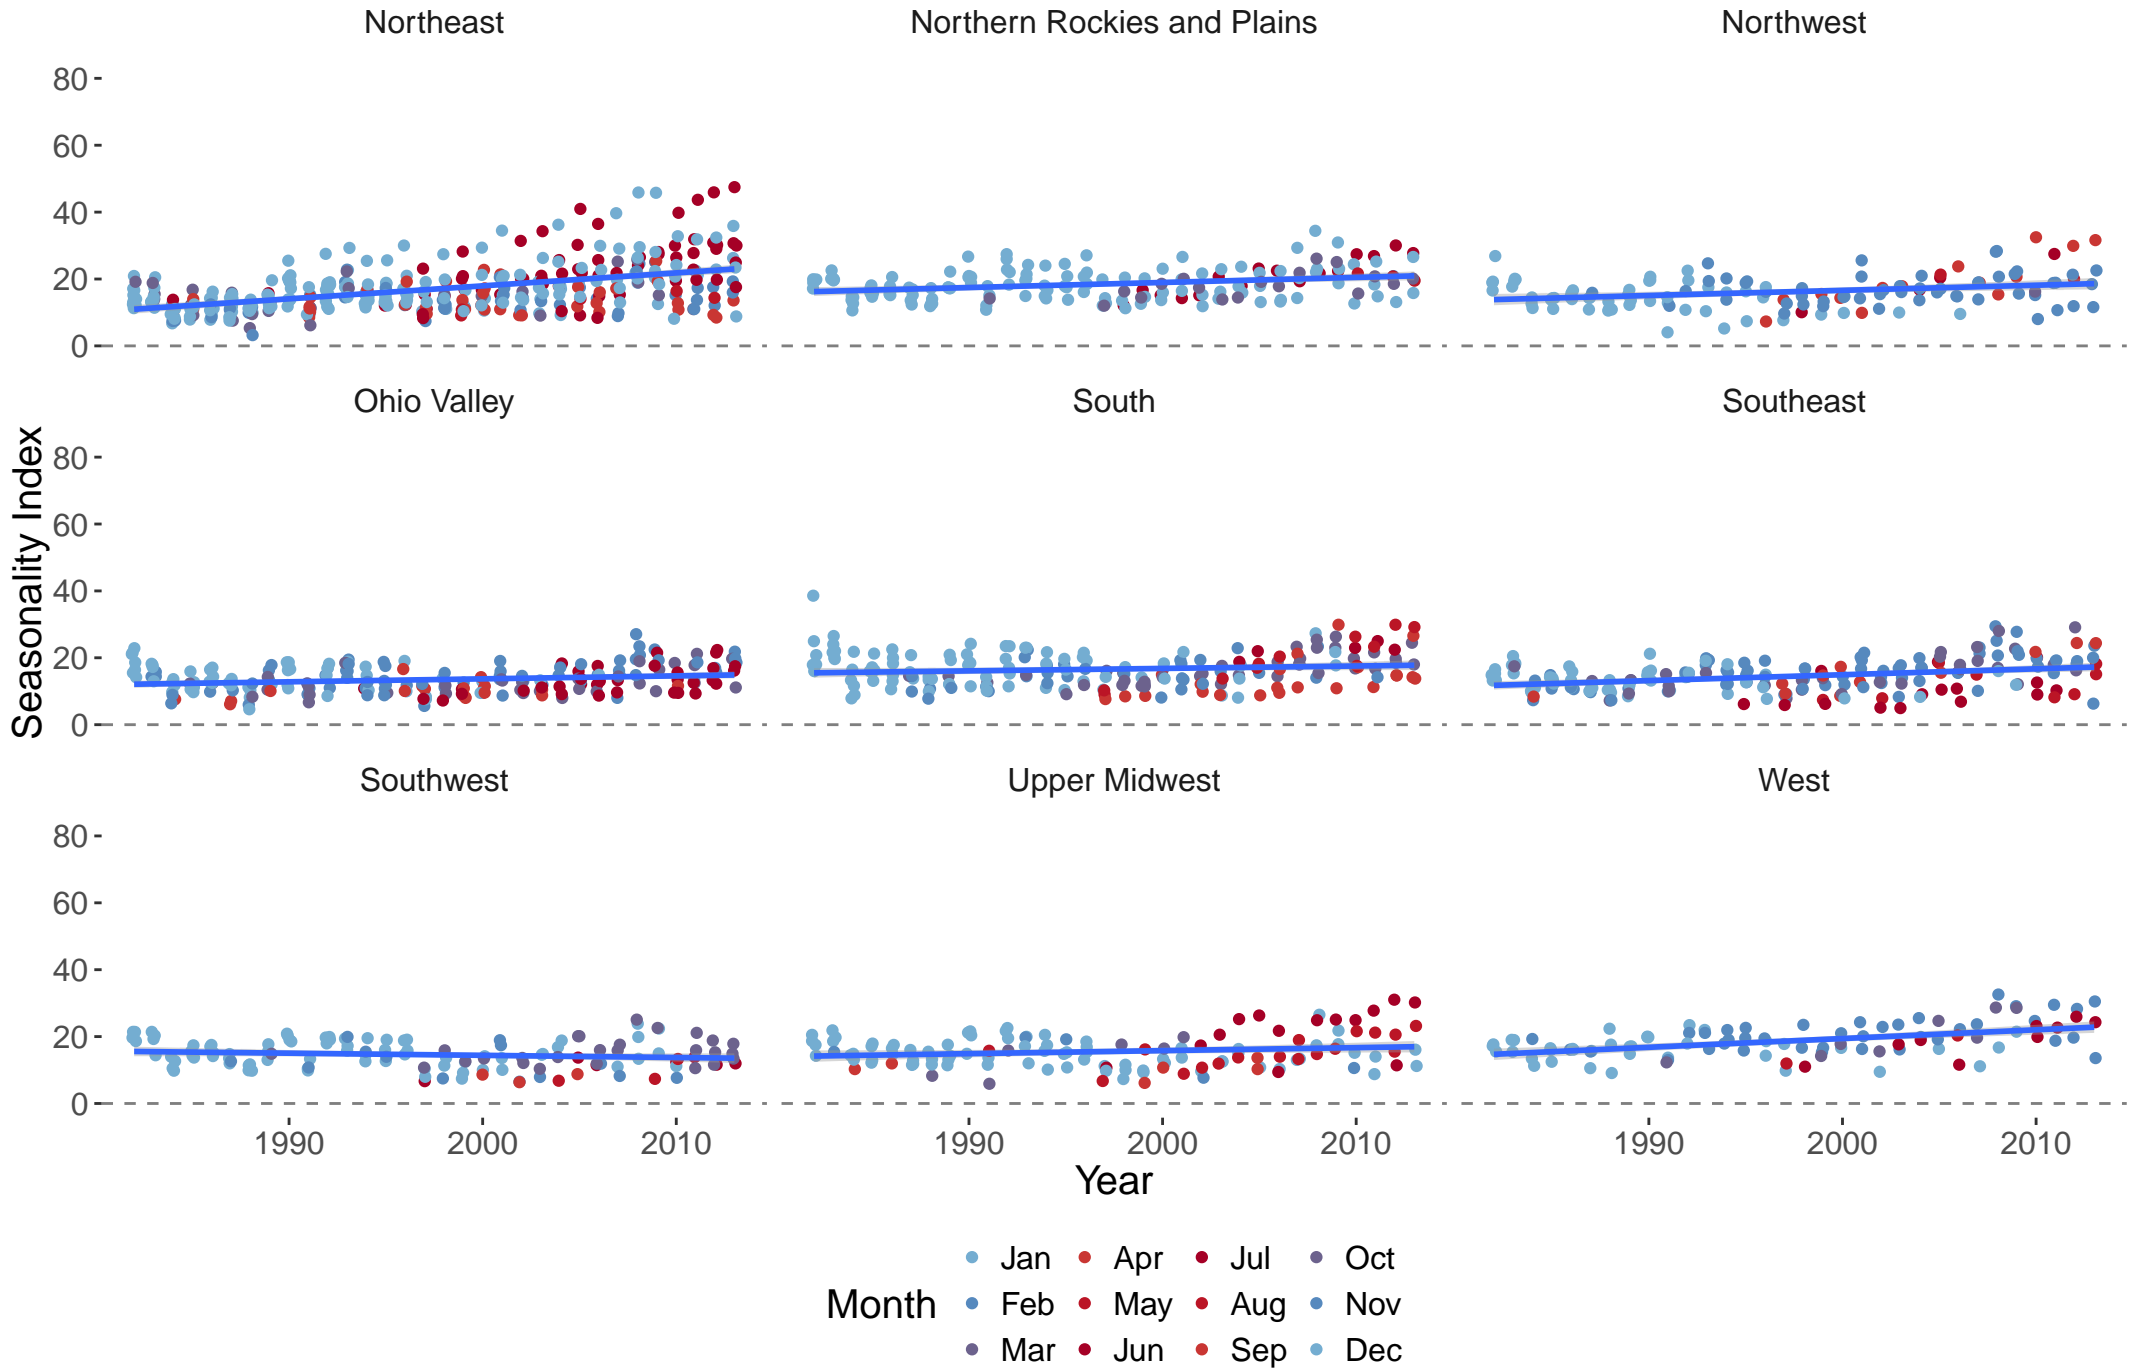 Northeast Northern Rockies and Plains Northwest
80
60
40
20
0
Ohio Valley South Southeast
80
60
40
20
0
Southwest Upper Midwest West
80
60
40
20
0
Seasonality Index
1990 2000 2010 1990 2000 2010 1990 2000 2010
Year
Month
Jan Apr Jul Oct
Feb May Aug Nov
Mar Jun Sep Dec